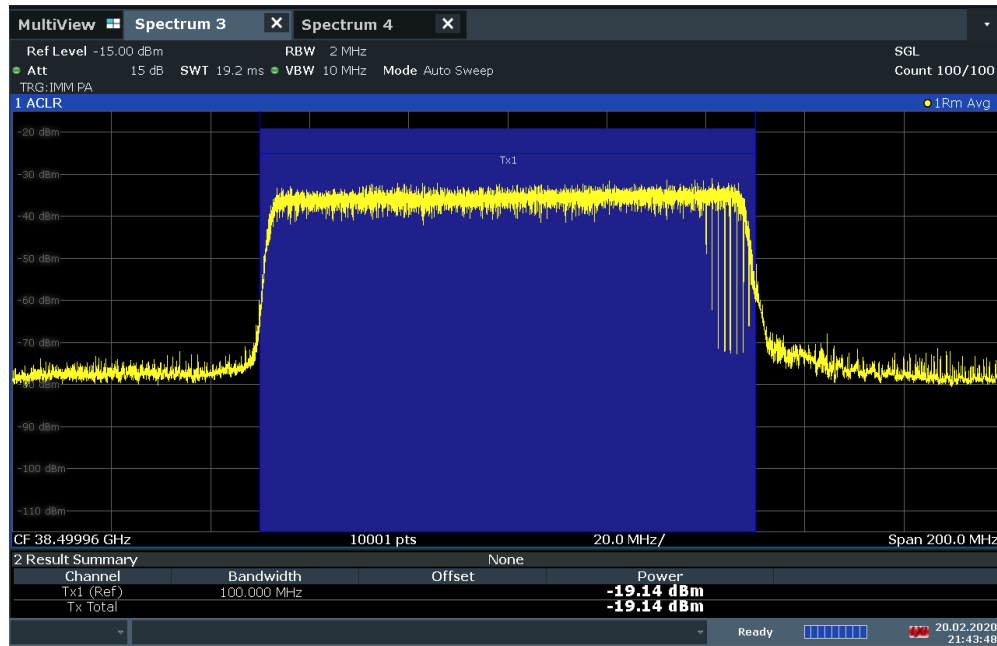 MultiView Spectrum 3 X Spectrum 4 X
Ref Level -15.00 dBm RBW 2 MHz SGL
Att 15 dB SWT 19.2 ms VBW 10 MHz Mode Auto Sweep Count 100/100
TRG:IMM PA
1 ACLR 1Rm Avg
-20 dBm
Tx1
-30 dBm
-40 dBm
-50 dBm
-60 dBm
-70 dBm
-80 dBm
-90 dBm
-100 dBm
-110 dBm
CF 38.49996 GHz 10001 pts 20.0 MHz/ Span 200.0 MHz
2 Result Summary None
Channel Bandwidth Offset Power
Tx1 (Ref) 100.000 MHz -19.14 dBm
Tx Total -19.14 dBm
Ready 20.02.2020
21:43:48